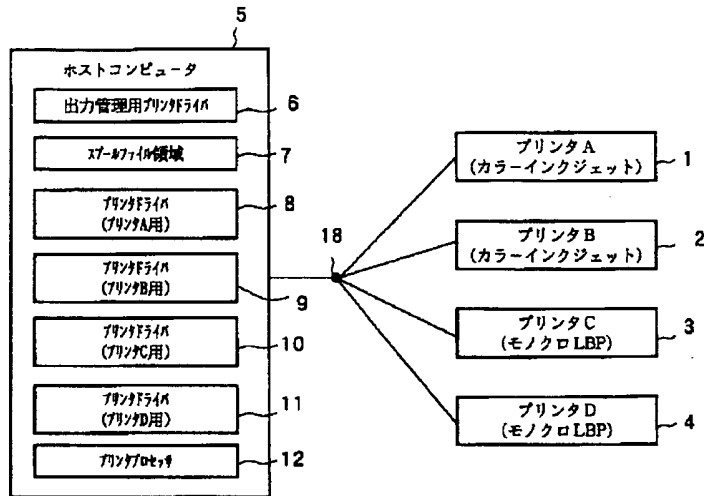 5
ホストコンピュータ
出力管理用プリンタドライバ
6
スプールファイル領域
7
プリンタドライバ
(プリンタA用)
8
プリンタドライバ
(プリンタB用)
9
プリンタドライバ
(プリンタC用)
10
プリンタドライバ
(プリンタD用)
11
プリンタプロセッサ
12
18
プリンタA
(カラーインクジェット)
1
プリンタB
(カラーインクジェット)
2
プリンタC
(モノクロLBP)
3
プリンタD
(モノクロLBP)
4